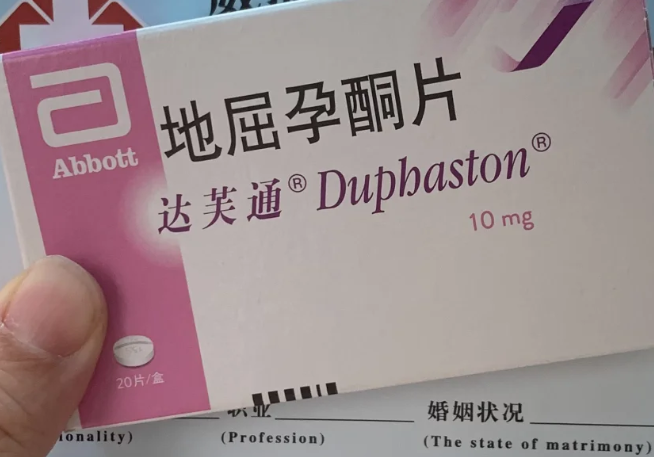 Abbott
地屈孕酮片
达芙通® Duphaston®
10 mg
20片/盒
职业 婚姻状况
onality) (Profession) (The state of matrimony)